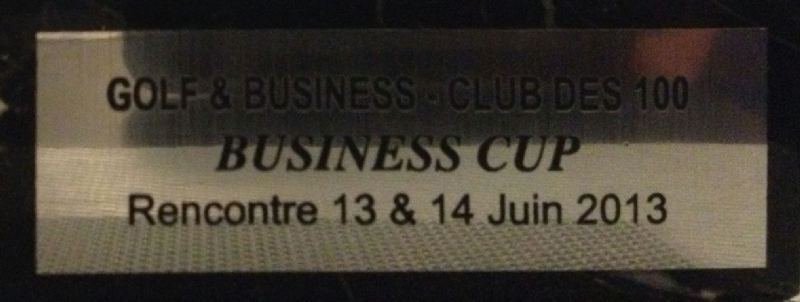 GOLF & BUSINESS - CLUB DES 100
BUSINESS CUP
Rencontre 13 & 14 Juin 2013